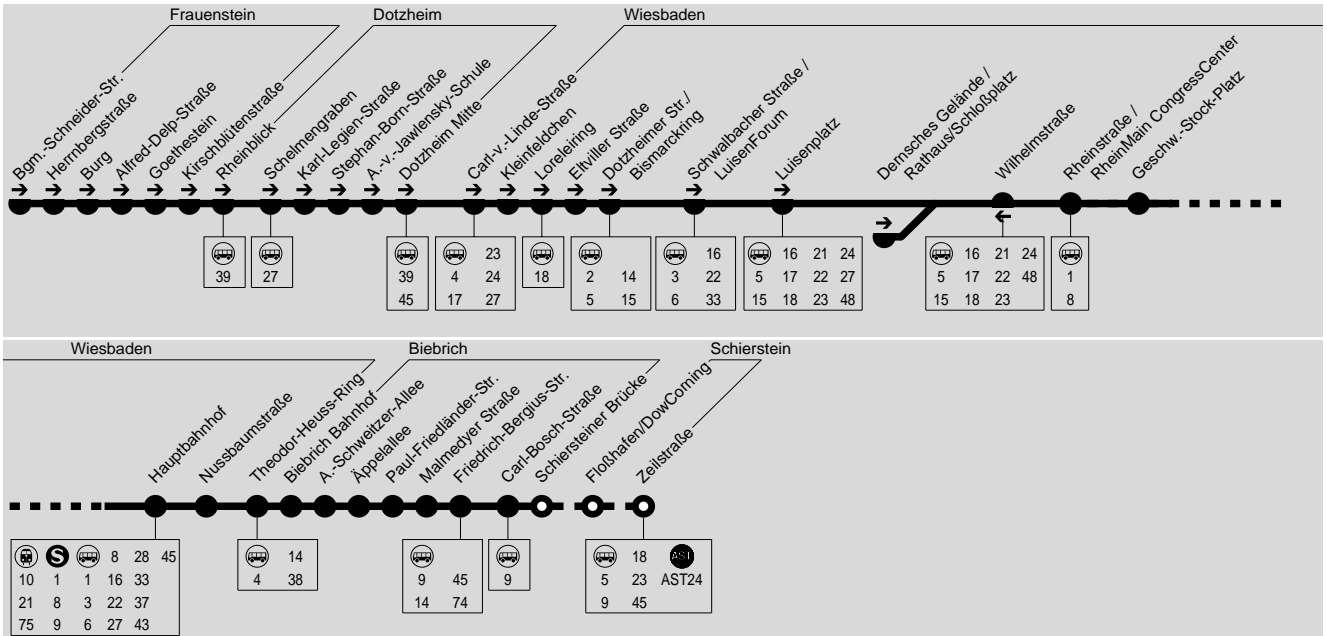 Frauenstein
Dotzheim
Wiesbaden
Bgm.-Schneider-Str.
Herrnbergstraße
Burg
Alfred-Delp-Straße
Goethestein
Kirschblütenstraße
Rheinblick
Schelmengraben
Karl-Legien-Straße
Stephan-Born-Straße
A.-v.-Jawlensky-Schule
Dotzheim Mitte
Carl-v.-Linde-Straße
Kleinfeldchen
Loreleiring
Eltviller Straße
Dotzheimer Str./
Bismarckring
Schwalbacher Straße /
LuisenForum
Luisenplatz
Dernsches Gelände /
Rathaus/Schloßplatz
Wilhelmstraße
Rheinstraße /
RheinMain CongressCenter
Geschw.-Stock-Platz
39
27
39
45
23
4 24
17 27
18
2 14
5 15
16
3 22
6 33
16 21 24
5 17 22 27
15 18 23 48
16 21 24
5 17 22 48
15 18 23
1
8
Wiesbaden
Biebrich
Schierstein
Hauptbahnhof
Nussbaumstraße
Theodor-Heuss-Ring
Biebrich Bahnhof
A.-Schweitzer-Allee
Äppelallee
Paul-Friedländer-Str.
Malmedyer Straße
Friedrich-Bergius-Str.
Carl-Bosch-Straße
Schiersteiner Brücke
Floßhafen/DowCorning
Zeilstraße
S 8 28 45
10 1 1 16 33
21 8 3 22 37
75 9 6 27 43
14
4 38
9 45
14 74
9
18 AST
5 23 AST24
9 45